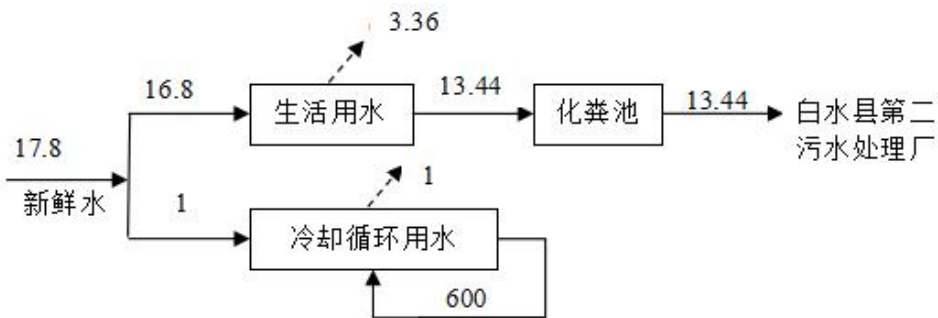 3.36
16.8
生活用水
13.44
化粪池
13.44
白水县第二
污水处理厂
17.8
新鲜水
1
1
冷却循环用水
600